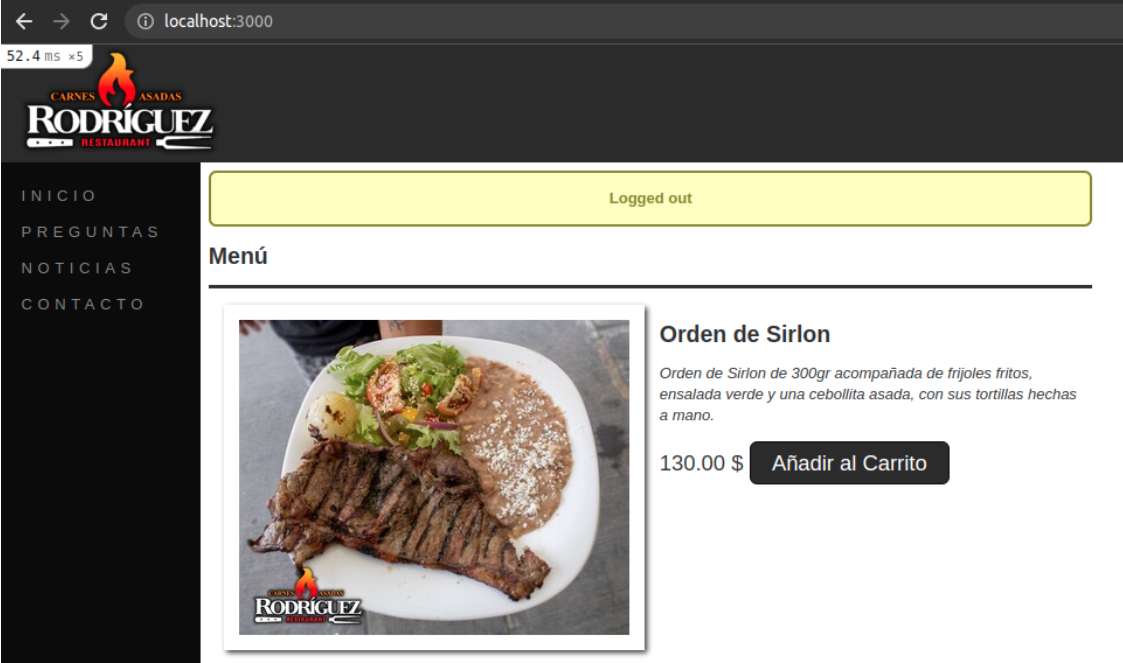 localhost:3000
52.4 ms ×5
CARNES ASADAS
RODRÍGUEZ
RESTAURANT
INICIO
PREGUNTAS
NOTICIAS
CONTACTO
Logged out
Menú
Orden de Sirlon
Orden de Sirlon de 300gr acompañada de frijoles fritos,
ensalada verde y una cebollita asada, con sus tortillas hechas
a mano.
130.00 $ Añadir al Carrito
CARNES ASADAS
RODRÍGUEZ
RESTAURANT